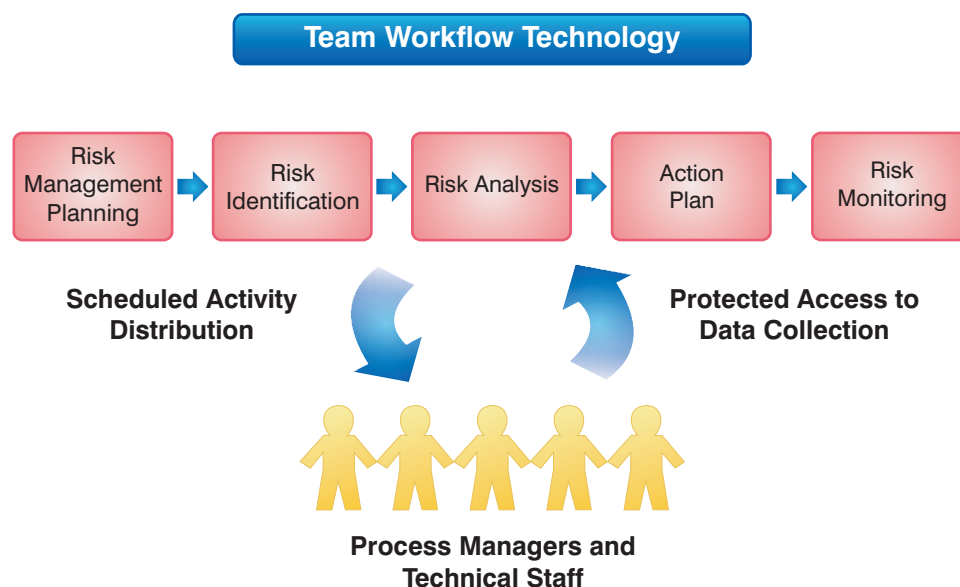 Team Workflow Technology
Risk
Management
Planning
Risk
Identification
Risk Analysis
Action
Plan
Risk
Monitoring
Scheduled Activity
Distribution
Protected Access to
Data Collection
Process Managers and
Technical Staff